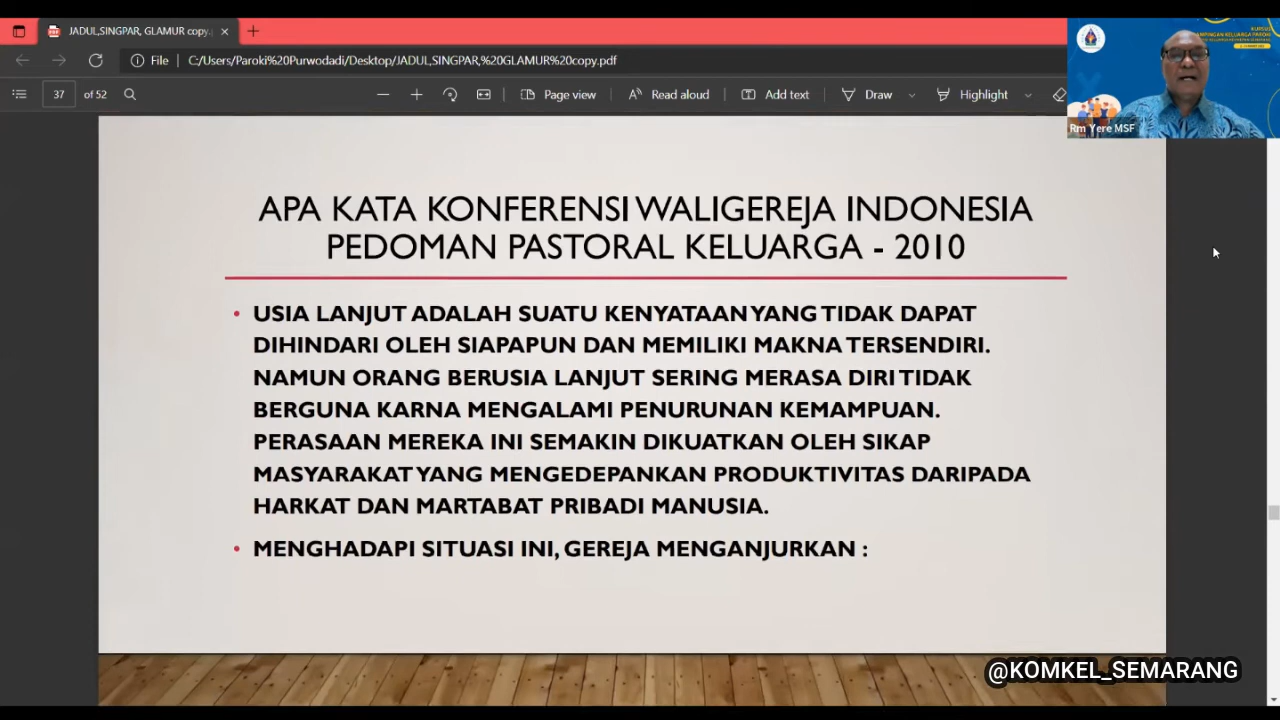 JADUL,SINGPAR, GLAMUR copy.
File
C:/Users/Paroki%20Purwodadi/Desktop/JADUL,SINGPAR,%20GLAMUR%20copy.pdf
37 of 52
Page view
Read aloud
Add text
Draw
Highlight
Rm Yere MSF
APA KATA KONFERENSI WALIGEREJA INDONESIA
PEDOMAN PASTORAL KELUARGA - 2010
• USIA LANJUT ADALAH SUATU KENYATAAN YANG TIDAK DAPAT
DIHINDARI OLEH SIAPAPUN DAN MEMILIKI MAKNA TERSENDIRI.
NAMUN ORANG BERUSIA LANJUT SERING MERASA DIRI TIDAK
BERGUNA KARNA MENGALAMI PENURUNAN KEMAMPUAN.
PERASAAN MEREKA INI SEMAKIN DIKUATKAN OLEH SIKAP
MASYARAKAT YANG MENGEDEPANKAN PRODUKTIVITAS DARIPADA
HARKAT DAN MARTABAT PRIBADI MANUSIA.
• MENGHADAPI SITUASI INI, GEREJA MENGANJURKAN :
@KOMKEL_SEMARANG